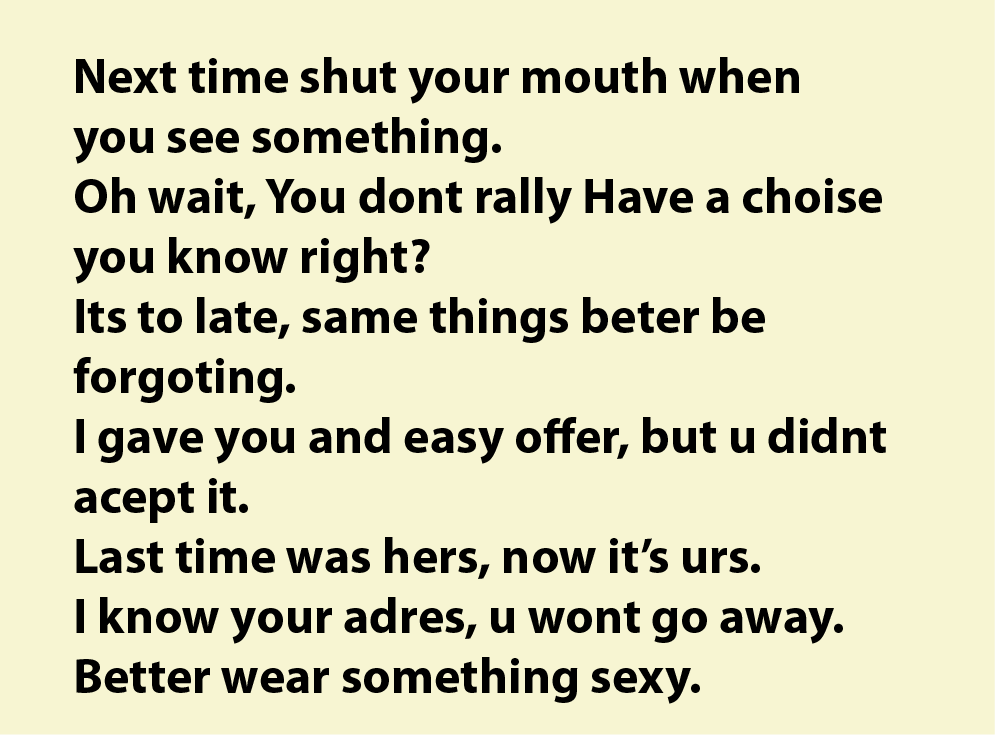 Next time shut your mouth when
you see something.
Oh wait, You dont rally Have a choise
you know right?
Its to late, same things beter be
forgoting.
I gave you and easy offer, but u didnt
acept it.
Last time was hers, now it’s urs.
I know your adres, u wont go away.
Better wear something sexy.